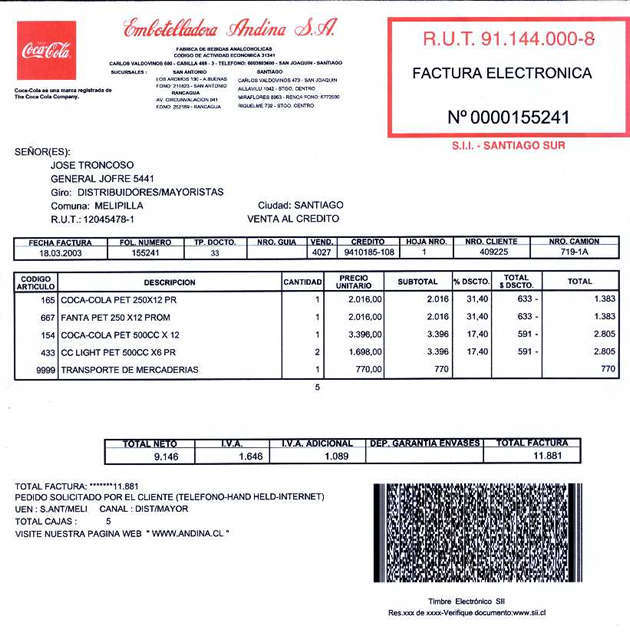 Coca-Cola
Coca-Cola es una marca registrada de
The Coca Cola Company.
Embotelladora Andina S.A.
FABRICA DE BEBIDAS ANALCOHOLICAS
CODIGO DE ACTIVIDAD ECONOMICA 31341
CARLOS VALDOVINOS 560 - CASILLA 488 - 3 - TELEFONO: - SAN JOAQUIN - SANTIAGO
SUCURSALES : SAN ANTONIO SANTIAGO
LOS AROMOS 190 - A.BUENAS CARLOS VALDOVINOS 473 - SAN JOAQUIN
FONO: - SAN ANTONIO AILLAVILU 1042 - STGO. CENTRO
RANCAGUA MIRAFLORES - RENCA FONO:
AV. CIRCUNVALACION RIQUELME 732 - STGO. CENTRO
FONO: - RANCAGUA
R.U.T. 91.144.000-8
FACTURA ELECTRONICA
Nº 0000155241
S.I.I. - SANTIAGO SUR
SEÑOR(ES):
JOSE TRONCOSO
GENERAL JOFRE 5441
Giro: DISTRIBUIDORES/MAYORISTAS
Comuna: MELIPILLA Ciudad: SANTIAGO
R.U.T.: 12045478-1 VENTA AL CREDITO
FECHA FACTURA FOL. NUMERO TP. DOCTO. NRO. GUIA VEND. CREDITO HOJA NRO. NRO. CLIENTE NRO. CAMION
18.03.2003 155241 33 4027 9410185-108 1 409225 719-1A
CODIGO ARTICULO DESCRIPCION CANTIDAD PRECIO UNITARIO SUBTOTAL % DSCTO. TOTAL $ DSCTO. TOTAL
165 COCA-COLA PET 250X12 PR 1 2.016,00 2.016 31,40 633 - 1.383
667 FANTA PET 250 X12 PROM 1 2.016,00 2.016 31,40 633 - 1.383
154 COCA-COLA PET 500CC X 12 1 3.396,00 3.396 17,40 591 - 2.805
433 CC LIGHT PET 500CC X6 PR 2 1.698,00 3.396 17,40 591 - 2.805
9999 TRANSPORTE DE MERCADERIAS 1 770,00 770 770
5
TOTAL NETO I.V.A. I.V.A. ADICIONAL DEP. GARANTIA ENVASES TOTAL FACTURA
9.146 1.646 1.089 11.881
TOTAL FACTURA: *******11.881
PEDIDO SOLICITADO POR EL CLIENTE (TELEFONO-HAND HELD-INTERNET)
UEN : S.ANT/MELI CANAL : DIST/MAYOR
TOTAL CAJAS : 5
VISITE NUESTRA PAGINA WEB " WWW.ANDINA.CL "
Timbre Electrónico SII
Res.xxx de xxxx-Verifique documento:www.sii.cl